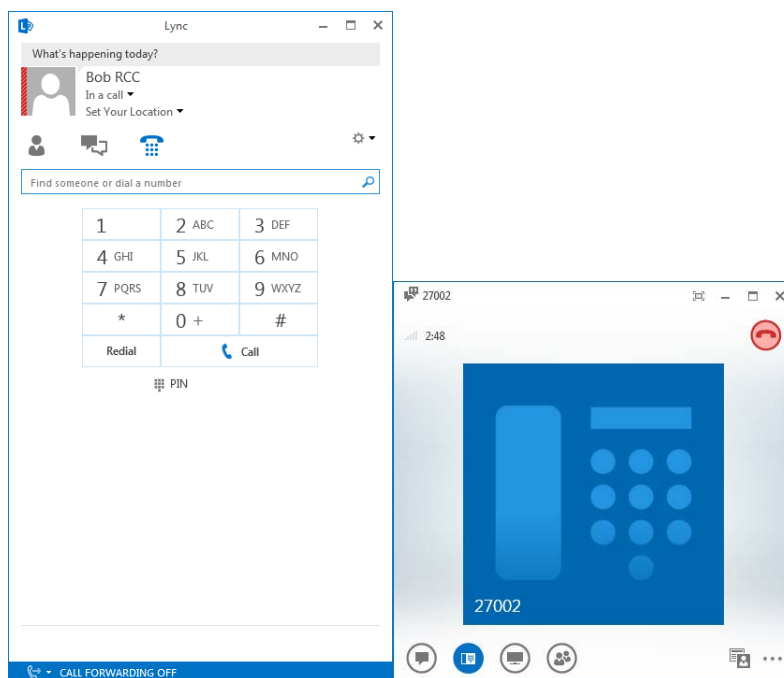 Lync
What's happening today?
Bob RCC
In a call
Set Your Location
Find someone or dial a number
1 2 ABC 3 DEF
4 GHI 5 JKL 6 MNO
7 PQRS 8 TUV 9 WXYZ
* 0 + #
Redial Call
PIN
CALL FORWARDING OFF
27002
2:48
27002